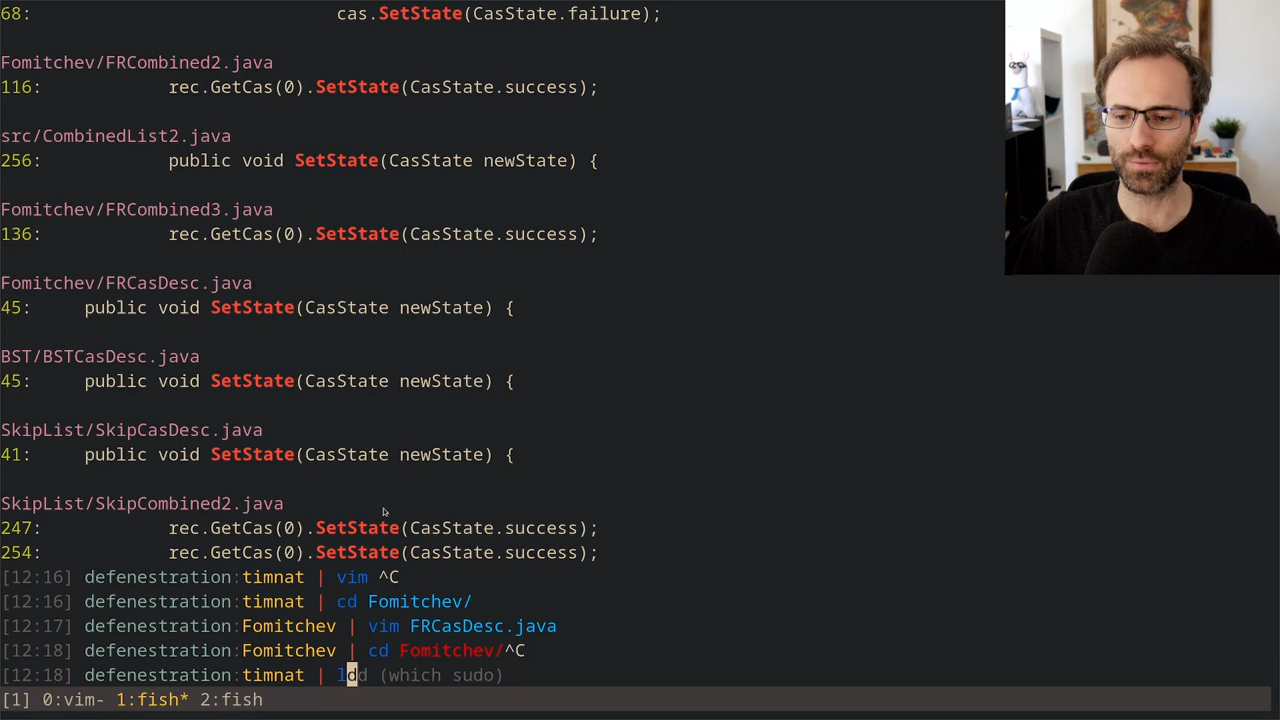 68:                            cas.SetState(CasState.failure);
Fomitchev/FRCombined2.java
116:            rec.GetCas(0).SetState(CasState.success);
src/CombinedList2.java
256:            public void SetState(CasState newState) {
Fomitchev/FRCombined3.java
136:            rec.GetCas(0).SetState(CasState.success);
Fomitchev/FRCasDesc.java
45:     public void SetState(CasState newState) {
BST/BSTCasDesc.java
45:     public void SetState(CasState newState) {
SkipList/SkipCasDesc.java
41:     public void SetState(CasState newState) {
SkipList/SkipCombined2.java
247:            rec.GetCas(0).SetState(CasState.success);
254:            rec.GetCas(0).SetState(CasState.success);
[12:16] defenestration:timnat | vim ^C
[12:16] defenestration:timnat | cd Fomitchev/
[12:17] defenestration:Fomitchev | vim FRCasDesc.java
[12:18] defenestration:Fomitchev | cd Fomitchev/^C
[12:18] defenestration:timnat | ldd (which sudo)
[1] 0:vim- 1:fish* 2:fish